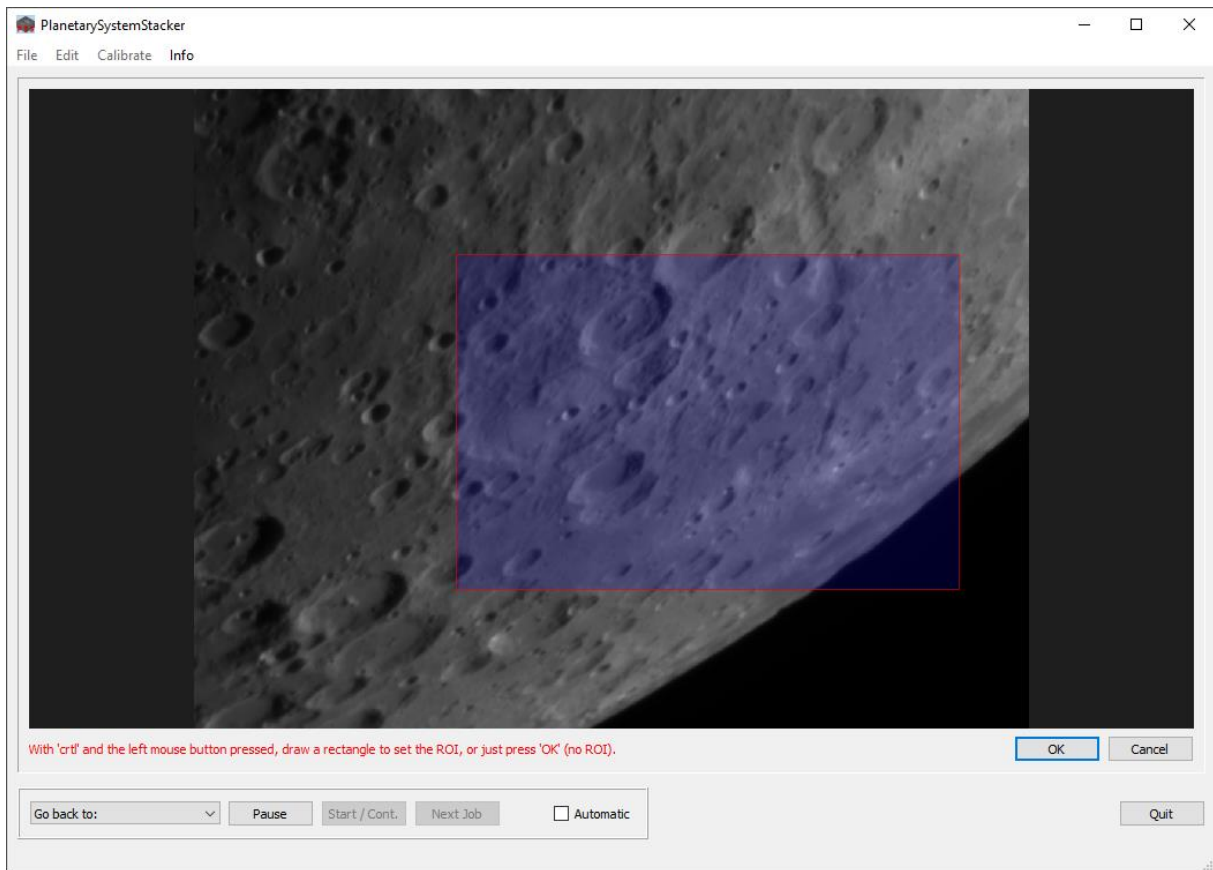 PlanetarySystemStacker
File Edit Calibrate Info
With 'crtl' and the left mouse button pressed, draw a rectangle to set the ROI, or just press 'OK' (no ROI).
OK Cancel
Go back to: Pause Start / Cont. Next Job Automatic Quit